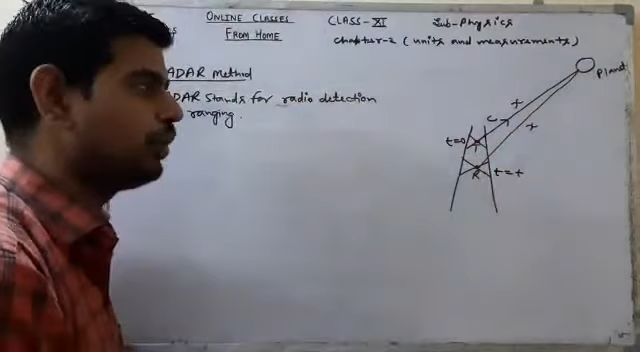 ONLINE CLASSES CLASS-XI Sub-Physics
FROM HOME chapter-2 (units and measurements)
ADAR Method
ADAR stands for radio detection
ranging.
Planet
x
c
x
t=0
T
R
t=t